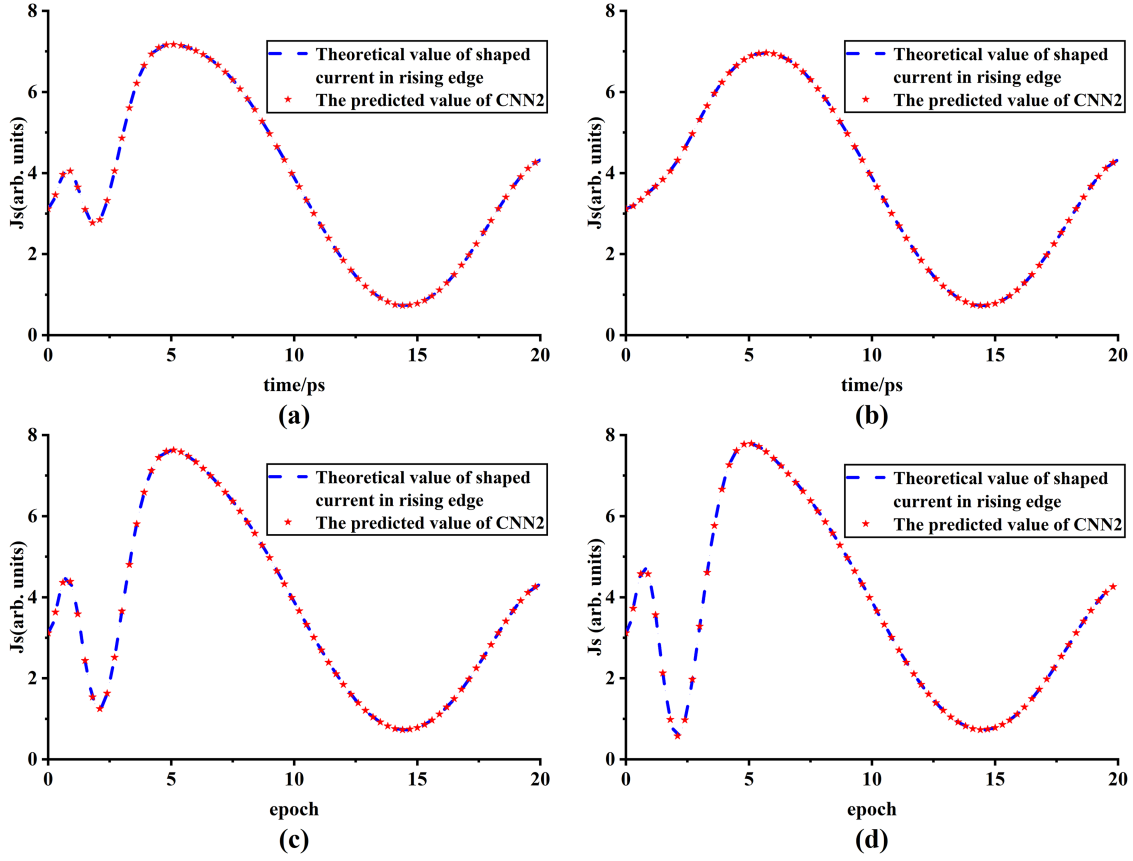 8
6
4
2
0
Js(arb. units)
Theoretical value of shaped
current in rising edge
The predicted value of CNN2
0 5 10 15 20
time/ps
(a)
8
6
4
2
0
Js(arb. units)
Theoretical value of shaped
current in rising edge
The predicted value of CNN2
0 5 10 15 20
time/ps
(b)
8
6
4
2
0
Js(arb. units)
Theoretical value of shaped
current in rising edge
The predicted value of CNN2
0 5 10 15 20
epoch
(c)
8
6
4
2
0
Js (arb. units)
Theoretical value of shaped
current in rising edge
The predicted value of CNN2
0 5 10 15 20
epoch
(d)